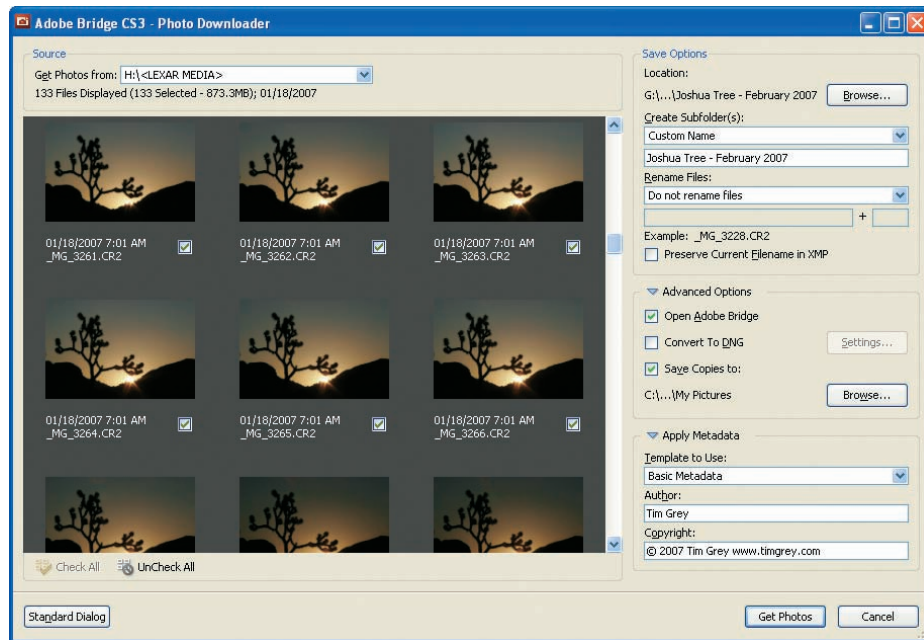 Adobe Bridge CS3 - Photo Downloader
Source
Get Photos from: H:\<LEXAR MEDIA>
133 Files Displayed (133 Selected - 873.3MB); 01/18/2007
01/18/2007 7:01 AM
_MG_3261.CR2
01/18/2007 7:01 AM
_MG_3262.CR2
01/18/2007 7:01 AM
_MG_3263.CR2
01/18/2007 7:01 AM
_MG_3264.CR2
01/18/2007 7:01 AM
_MG_3265.CR2
01/18/2007 7:01 AM
_MG_3266.CR2
Check All
UnCheck All
Standard Dialog
Save Options
Location:
G:\...\Joshua Tree - February 2007 Browse...
Create Subfolder(s):
Custom Name
Joshua Tree - February 2007
Rename Files:
Do not rename files
+
Example: _MG_3228.CR2
Preserve Current Filename in XMP
Advanced Options
Open Adobe Bridge
Convert To DNG Settings...
Save Copies to:
C:\...\My Pictures Browse...
Apply Metadata
Template to Use:
Basic Metadata
Author:
Tim Grey
Copyright:
© 2007 Tim Grey www.timgrey.com
Get Photos
Cancel